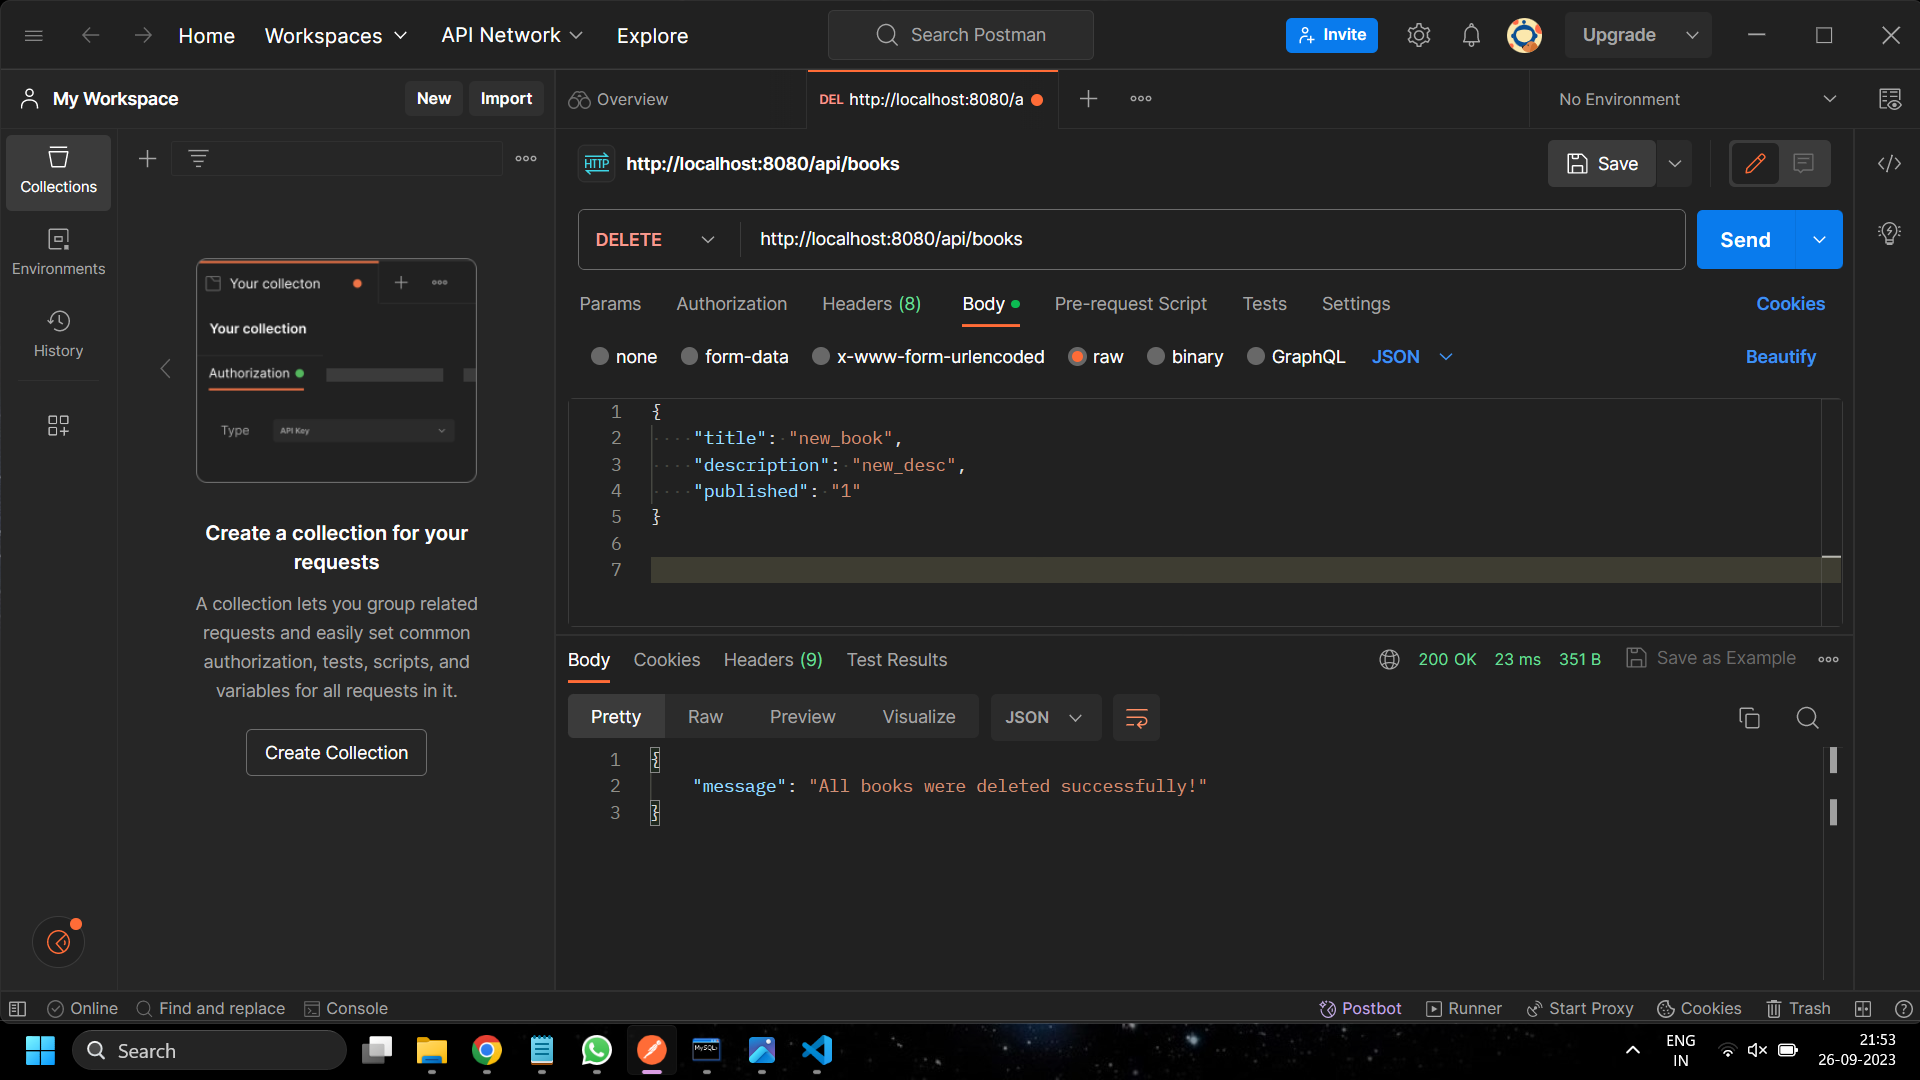 Home
Workspaces
API Network
Explore
Search Postman
Invite
Upgrade
My Workspace
New
Import
Overview
DEL http://localhost:8080/a
No Environment
Collections
Environments
History
Your collecton
Your collection
Authorization
Type
API Key
Create a collection for your
requests
A collection lets you group related
requests and easily set common
authorization, tests, scripts, and
variables for all requests in it.
Create Collection
HTTP
http://localhost:8080/api/books
Save
DELETE
http://localhost:8080/api/books
Send
Params
Authorization
Headers (8)
Body
Pre-request Script
Tests
Settings
Cookies
none
form-data
x-www-form-urlencoded
raw
binary
GraphQL
JSON
Beautify
1 {
2 "title": "new_book",
3 "description": "new_desc",
4 "published": "1"
5 }
6
7
Body
Cookies
Headers (9)
Test Results
200 OK
23 ms
351 B
Save as Example
Pretty
Raw
Preview
Visualize
JSON
1 {
2 "message": "All books were deleted successfully!"
3 }
Online
Find and replace
Console
Postbot
Runner
Start Proxy
Cookies
Trash
Search
MySQL
ENG
IN
21:53
26-09-2023